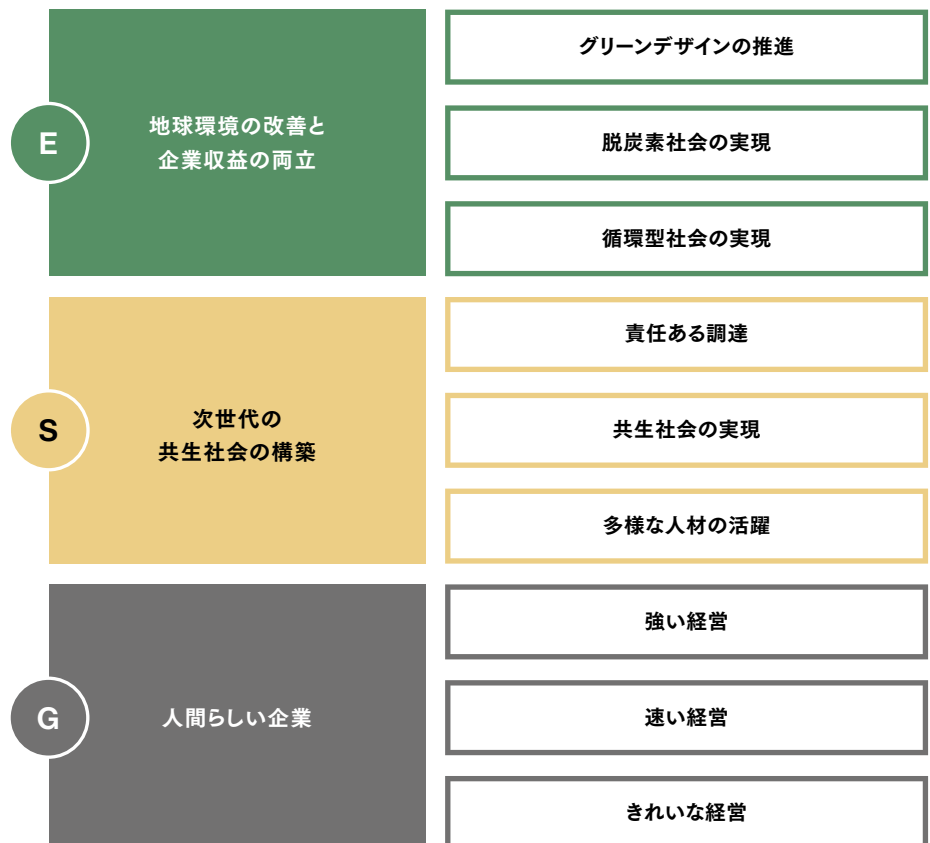 E
地球環境の改善と
企業収益の両立
グリーンデザインの推進
脱炭素社会の実現
循環型社会の実現
S
次世代の
共生社会の構築
責任ある調達
共生社会の実現
多様な人材の活躍
G
人間らしい企業
強い経営
速い経営
きれいな経営